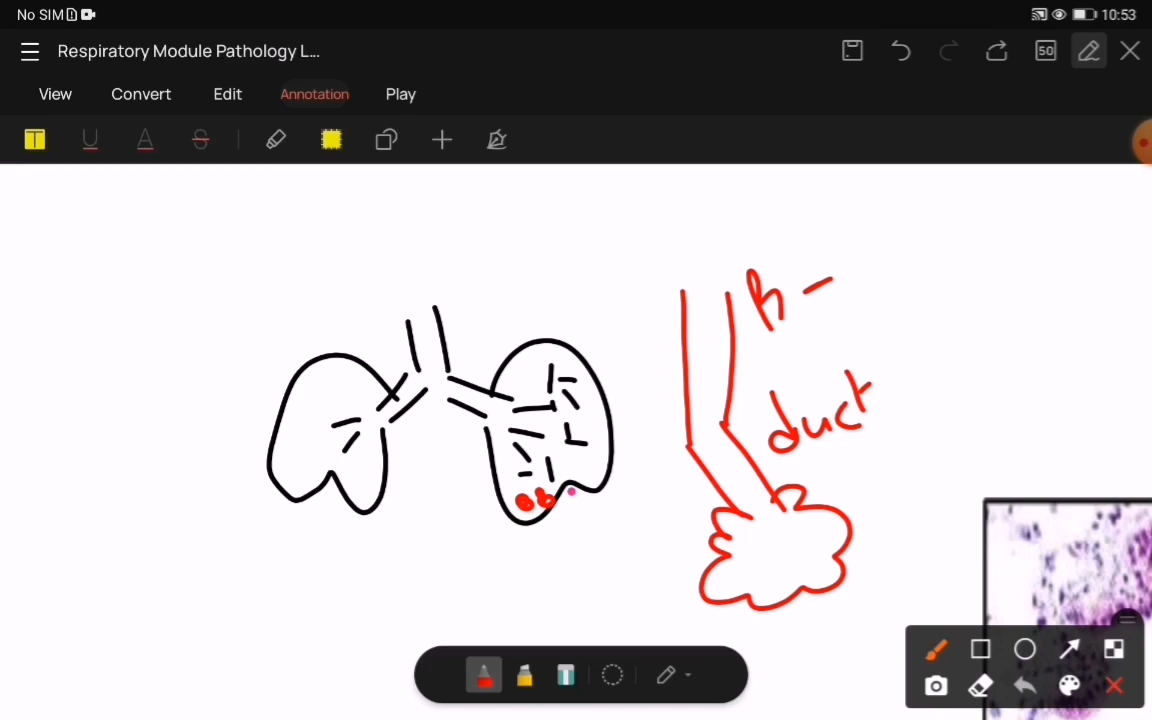 No SIM
10:53
Respiratory Module Pathology L...
50
View Convert Edit Annotation Play
T U A S
duct